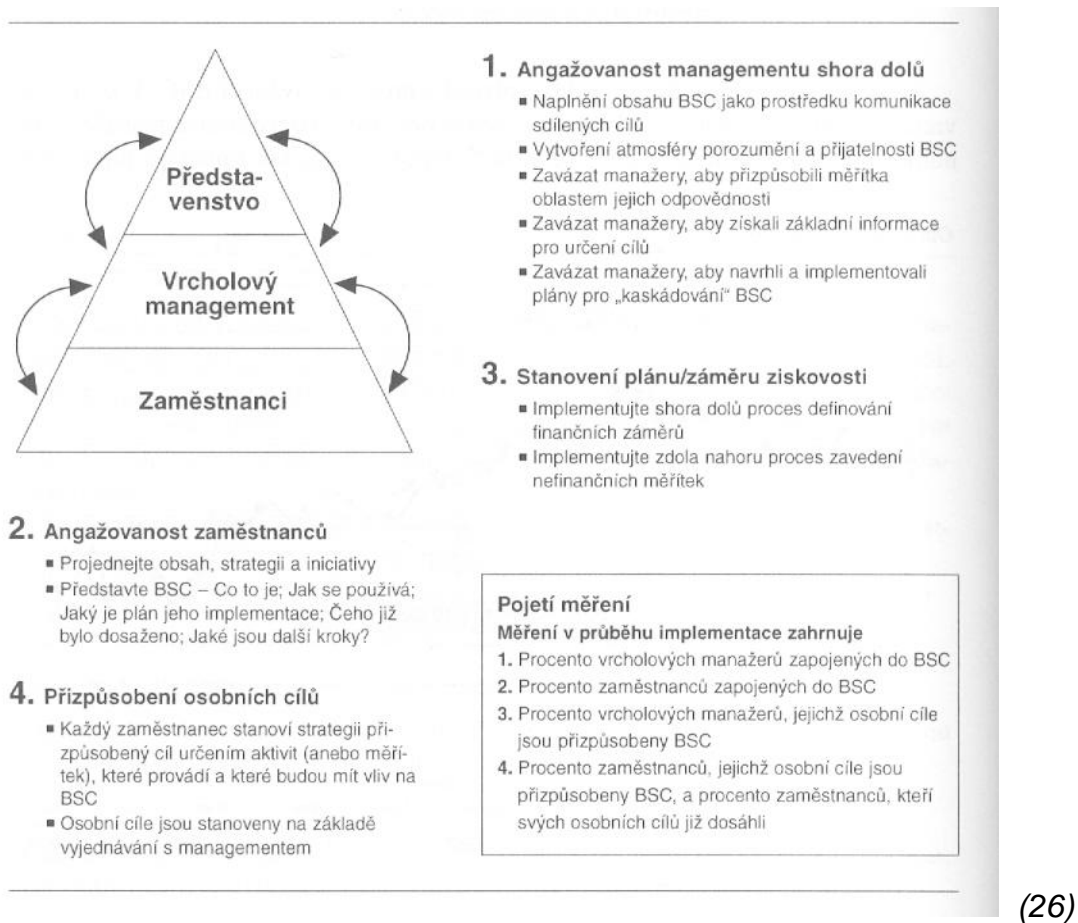 Předsta-
venstvo
Vrcholový
management
Zaměstnanci
1. Angažovanost managementu shora dolů
▪ Naplnění obsahu BSC jako prostředku komunikace
sdílených cílů
▪ Vytvoření atmosféry porozumění a přijatelnosti BSC
▪ Zavázat manažery, aby přizpůsobili měřítka
oblastem jejich odpovědnosti
▪ Zavázat manažery, aby získali základní informace
pro určení cílů
▪ Zavázat manažery, aby navrhli a implementovali
plány pro „kaskádování“ BSC
2. Angažovanost zaměstnanců
▪ Projednejte obsah, strategii a iniciativy
▪ Představte BSC – Co to je; Jak se používá;
Jaký je plán jeho implementace; Čeho již
bylo dosaženo; Jaké jsou další kroky?
3. Stanovení plánu/záměru ziskovosti
▪ Implementujte shora dolů proces definování
finančních záměrů
▪ Implementujte zdola nahoru proces zavedení
nefinančních měřítek
4. Přizpůsobení osobních cílů
▪ Každý zaměstnanec stanoví strategii při-
způsobený cíl určením aktivit (anebo měří-
tek), které provádí a které budou mít vliv na
BSC
▪ Osobní cíle jsou stanoveny na základě
vyjednávání s managementem
Pojetí měření
Měření v průběhu implementace zahrnuje
1. Procento vrcholových manažerů zapojených do BSC
2. Procento zaměstnanců zapojených do BSC
3. Procento vrcholových manažerů, jejichž osobní cíle
jsou přizpůsobeny BSC
4. Procento zaměstnanců, jejichž osobní cíle jsou
přizpůsobeny BSC, a procento zaměstnanců, kteří
svých osobních cílů již dosáhli
(26)